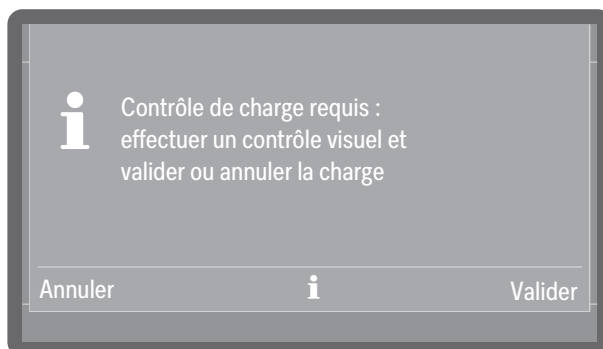 Contrôle de charge requis :
effectuer un contrôle visuel et
valider ou annuler la charge
Annuler i Valider